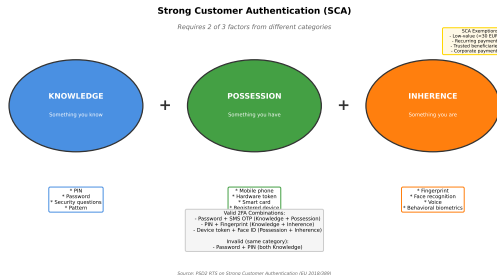 Strong Customer Authentication (SCA)
Requires 2 of 3 factors from different categories
SCA Exemptions
- Low-value (<30 EUR
- Recurring payment
- Trusted beneficiarie
- Corporate payment
KNOWLEDGE
Something you know
+
POSSESSION
Something you have
+
INHERENCE
Something you are
* PIN
* Password
* Security questions
* Pattern
* Mobile phone
* Hardware token
* Smart card
* Registered device
* Fingerprint
* Face recognition
* Voice
* Behavioral biometrics
Valid 2FA Combinations:
- Password + SMS OTP (Knowledge + Possession)
- PIN + Fingerprint (Knowledge + Inherence)
- Device token + Face ID (Possession + Inherence)
Invalid (same category):
- Password + PIN (both Knowledge)
Source: PSD2 RTS on Strong Customer Authentication (EU 2018/389)